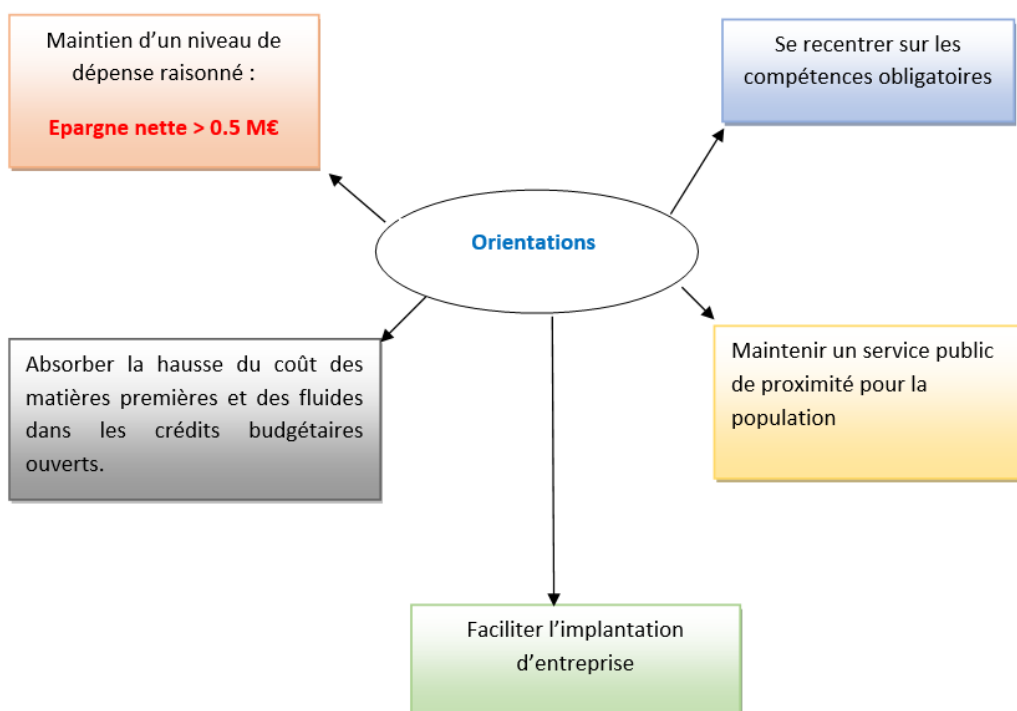 Maintien d'un niveau de
dépense raisonné :
Epargne nette > 0.5 M€
Se recentrer sur les
compétences obligatoires
Orientations
Absorber la hausse du coût des
matières premières et des fluides
dans les crédits budgétaires
ouverts.
Maintenir un service public
de proximité pour la
population
Faciliter l'implantation
d'entreprise